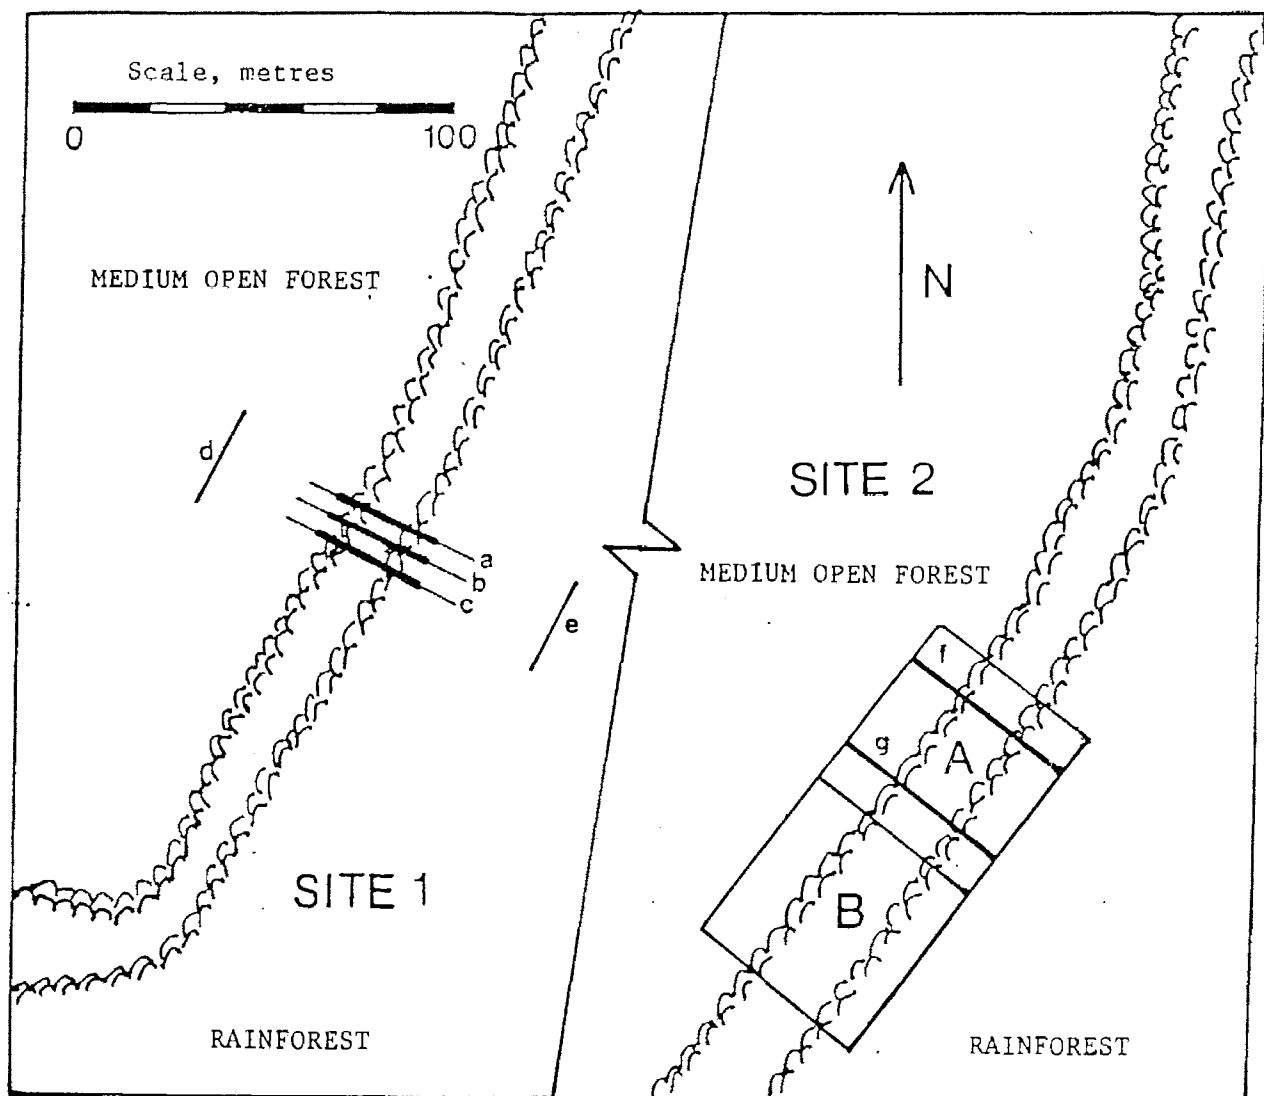 Scale, metres
0 100
MEDIUM OPEN FOREST
N
d
SITE 2
a
b
c
MEDIUM OPEN FOREST
e
f
g
A
SITE 1
B
RAINFOREST
RAINFOREST